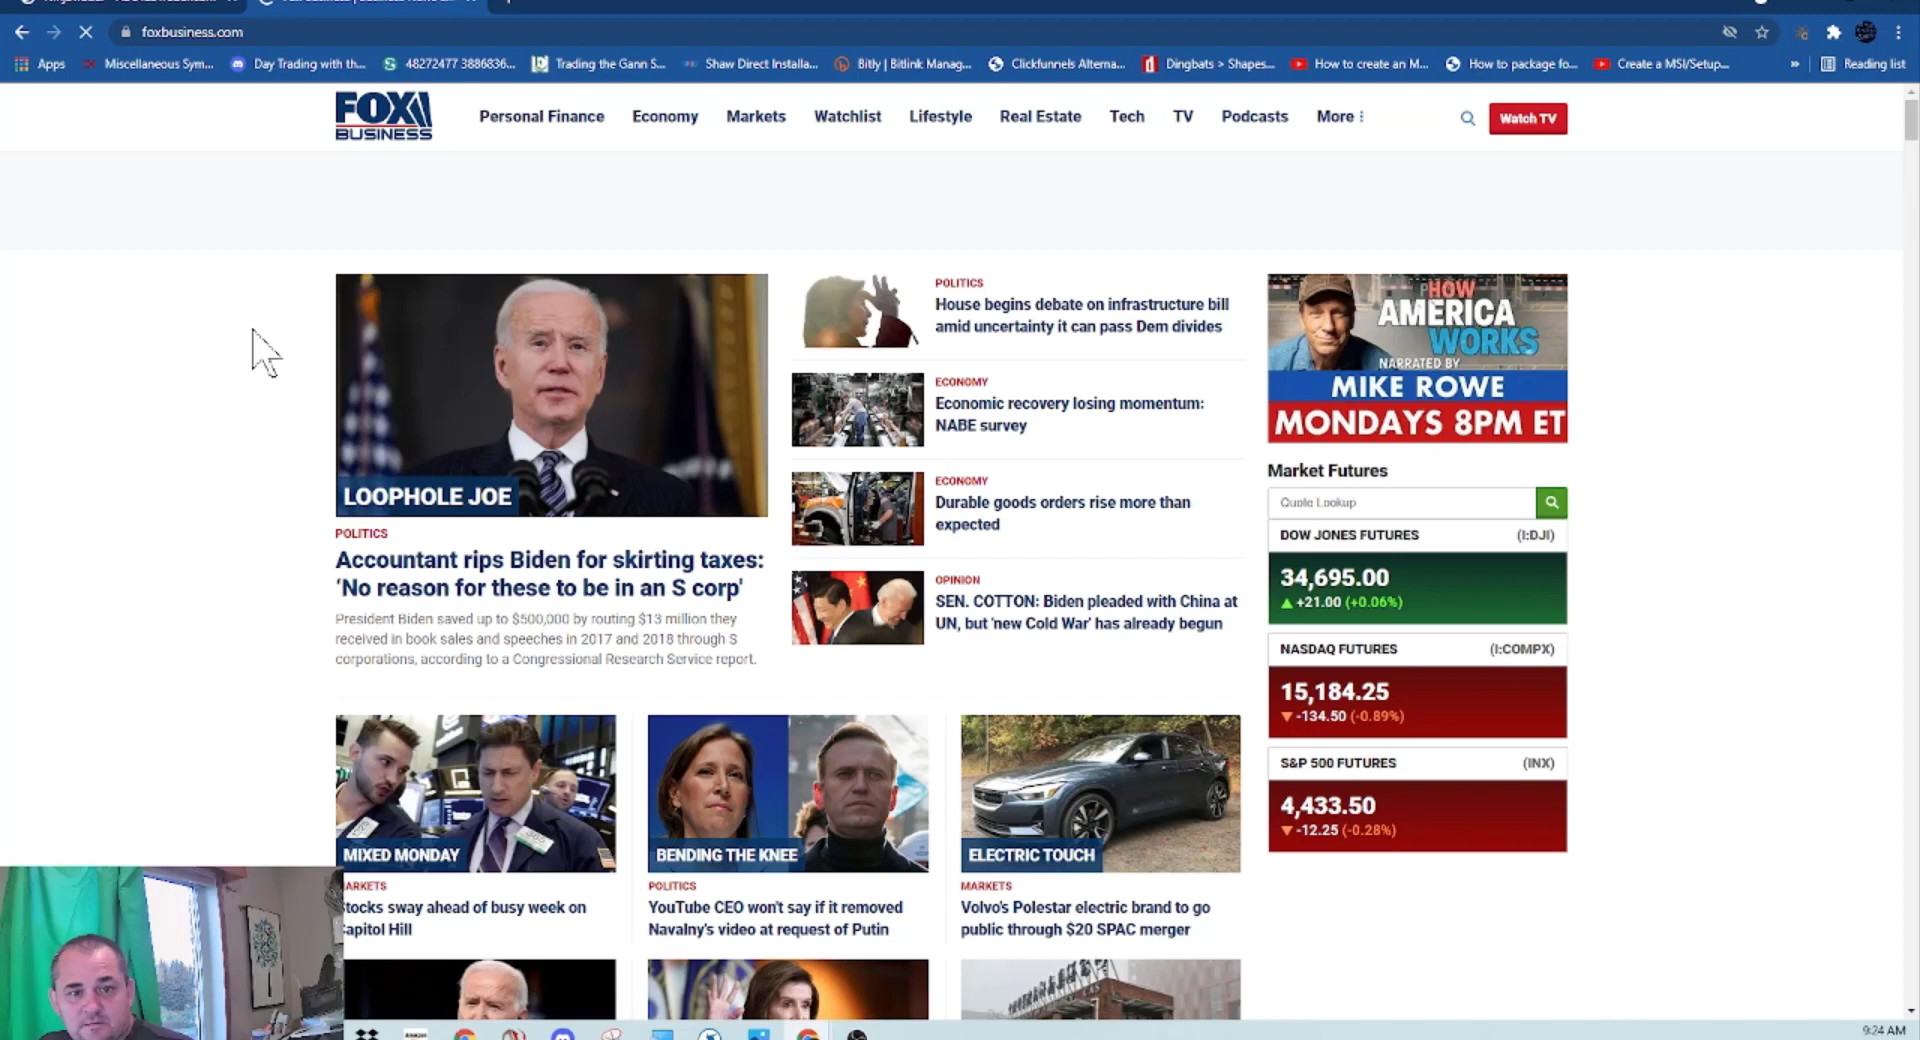 foxbusiness.com
Apps
Miscellaneous Sym...
Day Trading with th...
48272477 3886836...
Trading the Gann S...
Shaw Direct Installa...
Bitly | Bitlink Manag...
Clickfunnels Alterna...
Dingbats > Shapes...
How to create an M...
How to package fo...
Create a MSI/Setup...
»
Reading list
FOX
BUSINESS
Personal Finance
Economy
Markets
Watchlist
Lifestyle
Real Estate
Tech
TV
Podcasts
More
Watch TV
LOOPHOLE JOE
POLITICS
Accountant rips Biden for skirting taxes:
‘No reason for these to be in an S corp'
President Biden saved up to $500,000 by routing $13 million they
received in book sales and speeches in 2017 and 2018 through S
corporations, according to a Congressional Research Service report.
POLITICS
House begins debate on infrastructure bill
amid uncertainty it can pass Dem divides
ECONOMY
Economic recovery losing momentum:
NABE survey
ECONOMY
Durable goods orders rise more than
expected
OPINION
SEN. COTTON: Biden pleaded with China at
UN, but 'new Cold War' has already begun
HOW
AMERICA
WORKS
NARRATED BY
MIKE ROWE
MONDAYS 8PM ET
Market Futures
Quote Lookup
DOW JONES FUTURES (I:DJI)
34,695.00
+21.00 (+0.06%)
NASDAQ FUTURES (I:COMPX)
15,184.25
-134.50 (-0.89%)
S&P 500 FUTURES (INX)
4,433.50
-12.25 (-0.28%)
MIXED MONDAY
ARKETS
tocks sway ahead of busy week on
apitol Hill
BENDING THE KNEE
POLITICS
YouTube CEO won't say if it removed
Navalny's video at request of Putin
ELECTRIC TOUCH
MARKETS
Volvo's Polestar electric brand to go
public through $20 SPAC merger
9:24 AM